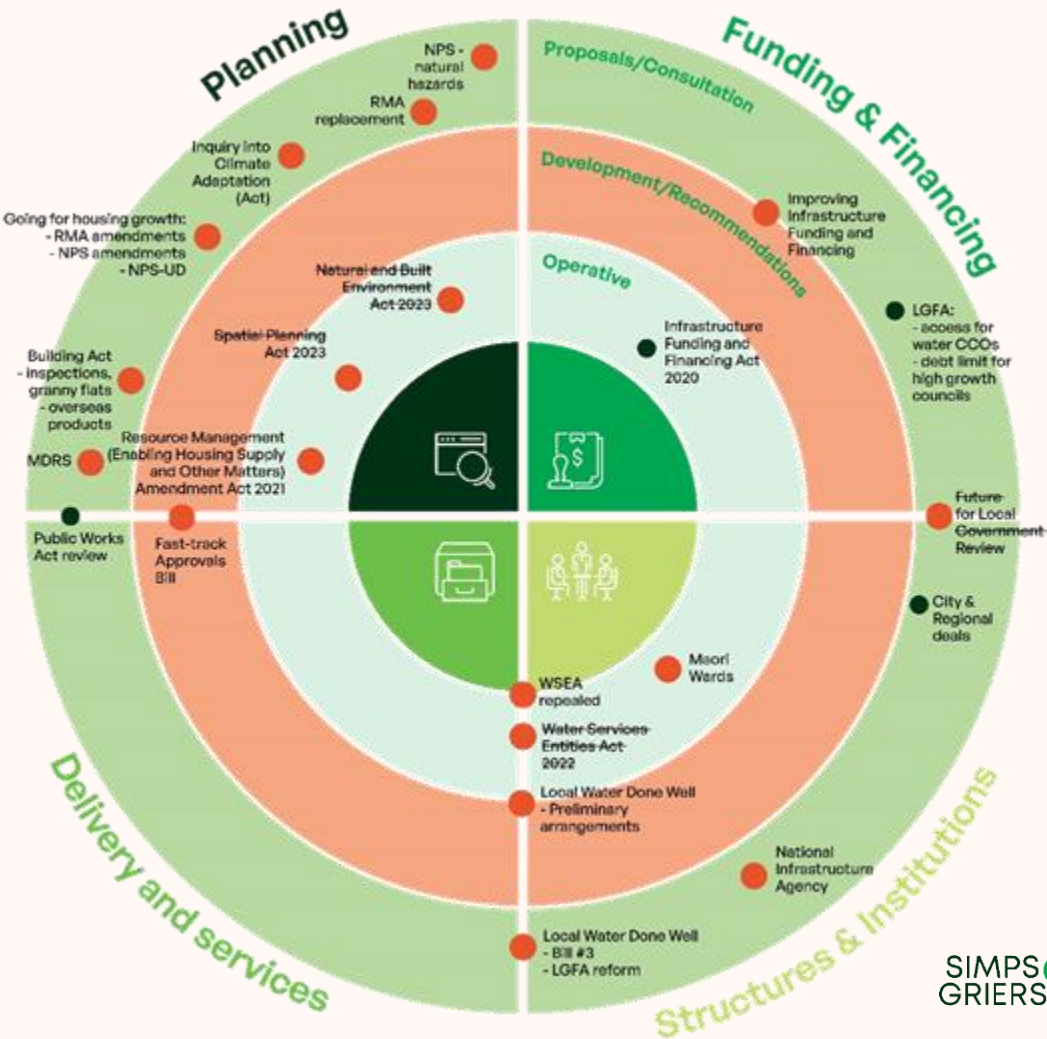 Planning
NPS -
natural
hazards
RMA
replacement
Inquiry into
Climate
Adaptation
(Act)
Going for housing growth:
- RMA amendments
- NPS amendments
- NPS-UD
Natural and Built
Environment
Act 2023
Spatial Planning
Act 2023
Building Act
- inspections,
granny flats
- overseas
products
Resource Management
(Enabling Housing Supply
and Other Matters)
Amendment Act 2021
MDRS
Public Works
Act review
Fast-track
Approvals
Bill
Funding & Financing
Proposals/Consultation
Development/Recommendations
Operative
Improving
Infrastructure
Funding and
Financing
LGFA:
- access for
water CCOs
- debt limit for
high growth
councils
Infrastructure
Funding and
Financing Act
2020
$
Future
for Local
Government
Review
City &
Regional
deals
Maori
Wards
WSEA
repealed
Water Services
Entities Act
2022
Local Water Done Well
- Preliminary
arrangements
National
Infrastructure
Agency
Local Water Done Well
- Bill #3
- LGFA reform
Delivery and services
Structures & Institutions
SIMPS
GRIERS